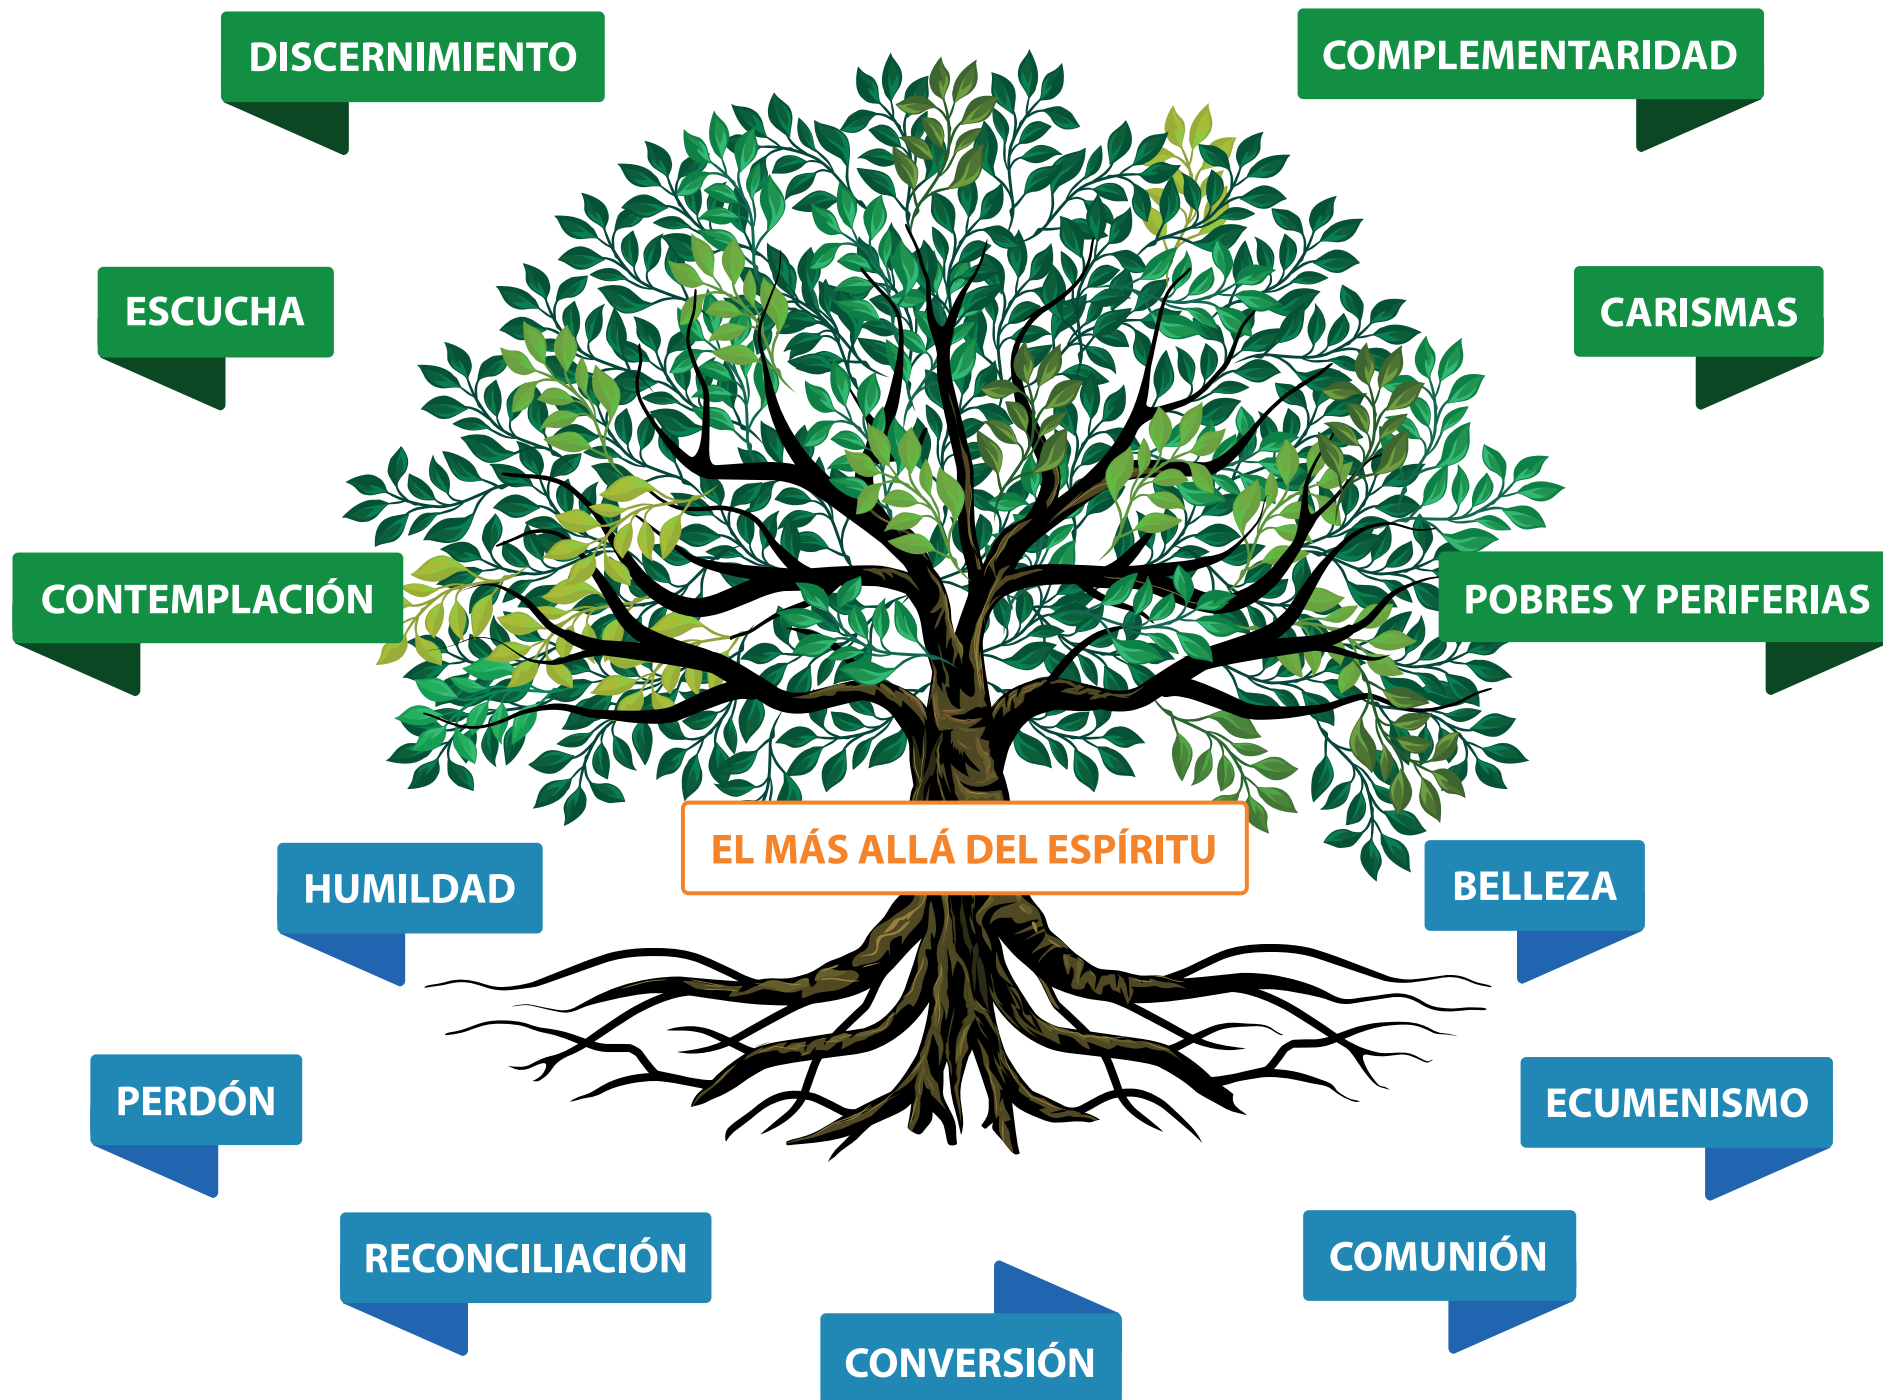 DISCERNIMIENTO
COMPLEMENTARIDAD
ESCUCHA
CARISMAS
CONTEMPLACIÓN
POBRES Y PERIFERIAS
EL MÁS ALLÁ DEL ESPÍRITU
HUMILDAD
BELLEZA
PERDÓN
ECUMENISMO
RECONCILIACIÓN
COMUNIÓN
CONVERSIÓN